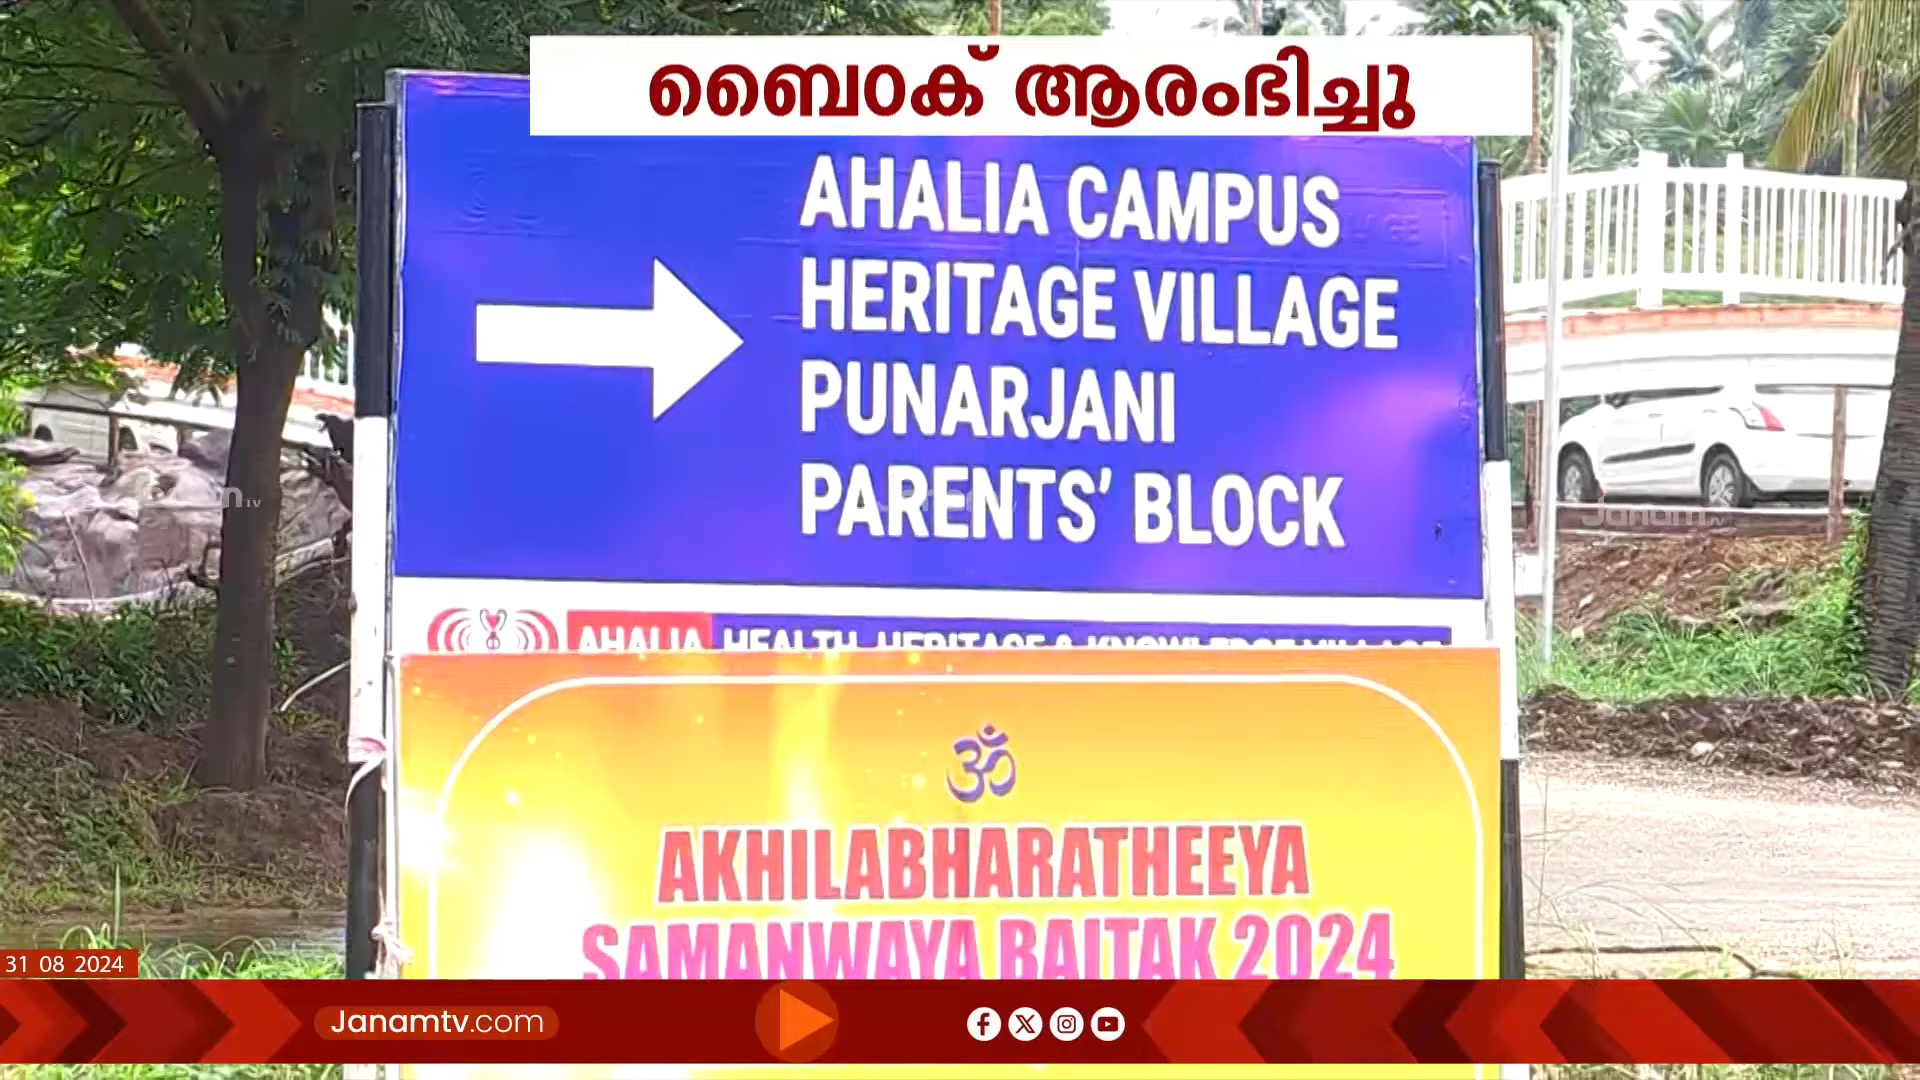 ബൈഠക് ആരംഭിച്ചു
AHALIA CAMPUS
HERITAGE VILLAGE
PUNARJANI
PARENTS' BLOCK
Janamtv
AHALIA HEALTH, HERITAGE & KNOWLEDGE VILLAGE
ॐ
AKHILABHARATHEEYA
SAMANWAYA BAITAK 2024
31 08 2024
Janamtv.com